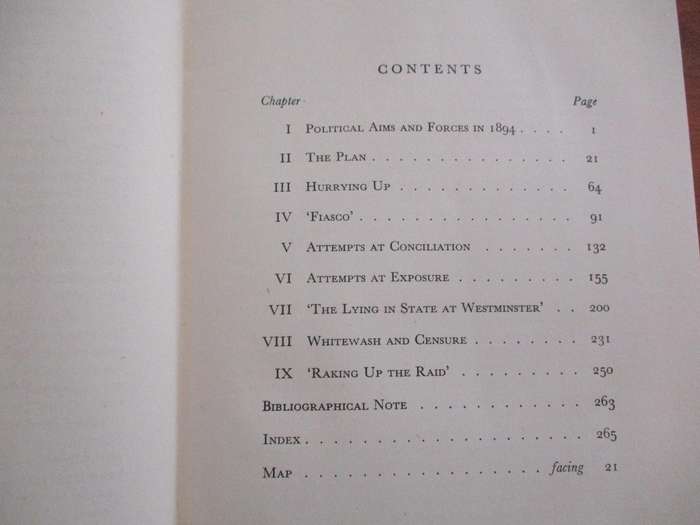 CONTENTS
Chapter Page
I POLITICAL AIMS AND FORCES IN 1894 . . . . 1
II THE PLAN . . . . . . . . . . . . . . 21
III HURRYING UP . . . . . . . . . . . . 64
IV ‘FIASCO’ . . . . . . . . . . . . . . . 91
V ATTEMPTS AT CONCILIATION . . . . . . . 132
VI ATTEMPTS AT EXPOSURE . . . . . . . . . 155
VII ‘THE LYING IN STATE AT WESTMINSTER’ . . 200
VIII WHITEWASH AND CENSURE . . . . . . . . 231
IX ‘RAKING UP THE RAID’ . . . . . . . . . 250
BIBLIOGRAPHICAL NOTE . . . . . . . . . . . . 263
INDEX . . . . . . . . . . . . . . . . . . . . 265
MAP . . . . . . . . . . . . . . . . . facing 21